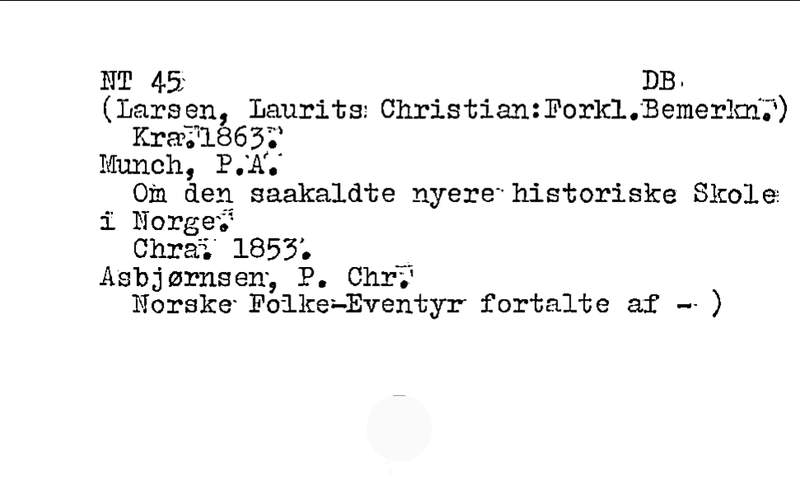 NT 45 DB
(Larsen, Laurits Christian:Forkl.Bemerkn.)
Kra.1863.
Munch, P.A.
Om den saakaldte nyere historiske Skole
i Norge.
Chra. 1853.
Asbjørnsen, P. Chr.
Norske Folke-Eventyr fortalte af - )